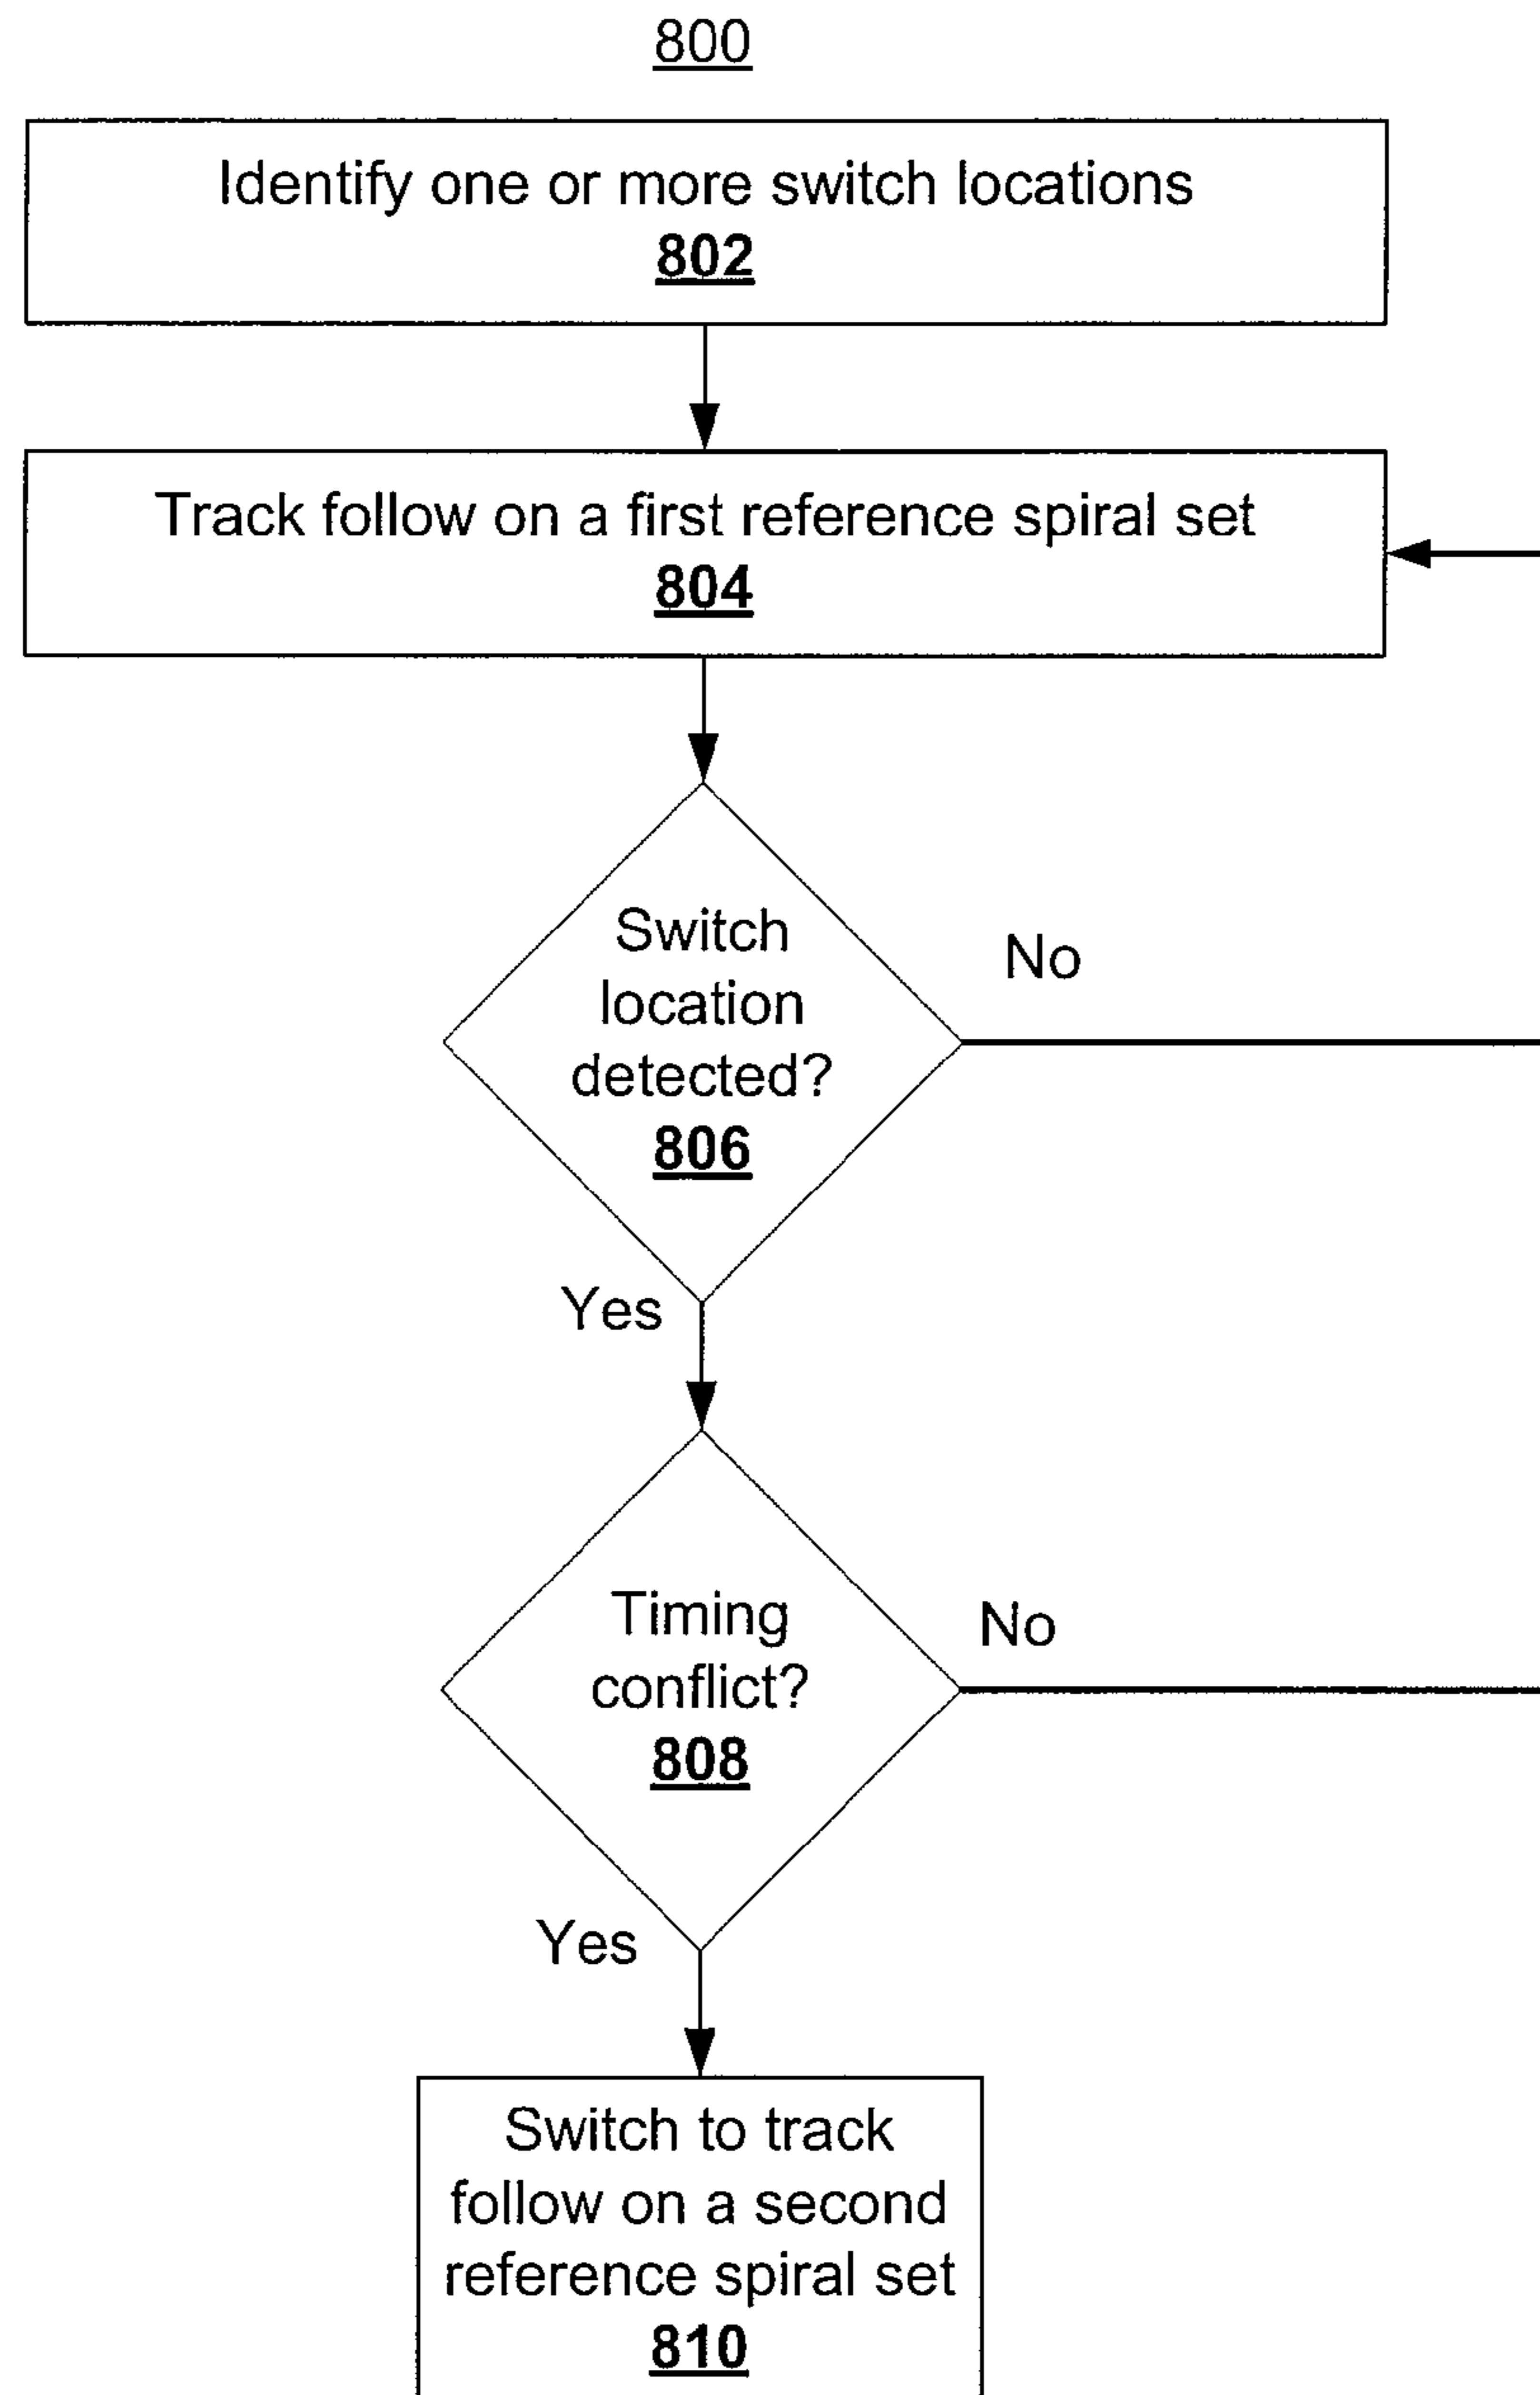 800
Identify one or more switch locations
802
Track follow on a first reference spiral set
804
Switch
location
detected?
806
No
Yes
Timing
conflict?
808
No
Yes
Switch to track
follow on a second
reference spiral set
810